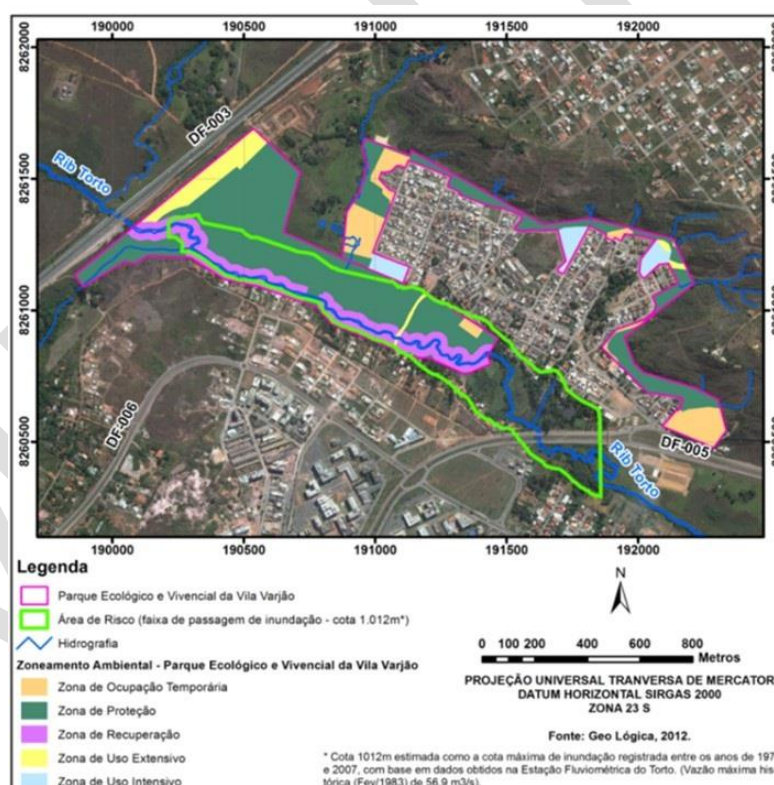 190000 190500 191000 191500 192000
8262000
8261500
8261000
8260500
DF-003
Rib Torto
DF-006
Rib Torto
DF-005
190000 190500 191000 191500 192000
Legenda
Parque Ecológico e Vivencial da Vila Varjão
Área de Risco (faixa de passagem de inundação - cota 1.012m*)
Hidrografia
Zoneamento Ambiental - Parque Ecológico e Vivencial da Vila Varjão
Zona de Ocupação Temporária
Zona de Proteção
Zona de Recuperação
Zona de Uso Extensivo
Zona de Uso Intensivo
N
0 100 200 400 600 800
Metros
PROJEÇÃO UNIVERSAL TRANVERSA DE MERCATOR
DATUM HORIZONTAL SIRGAS 2000
ZONA 23 S
Fonte: Geo Lógica, 2012.
* Cota 1012m estimada como a cota máxima de inundação registrada entre os anos de 197
e 2007, com base em dados obtidos na Estação Fluviométrica do Torto. (Vazão máxima his-
tórica (Fev/1983) de 56,9 m3/s).